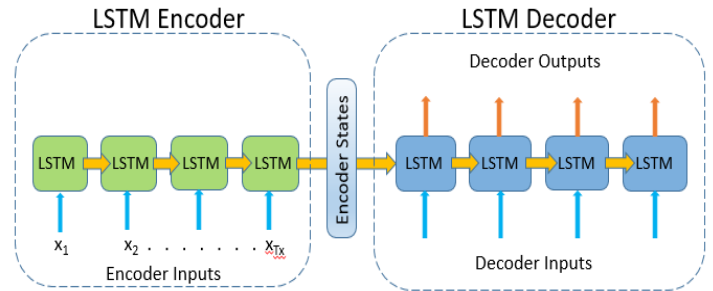 LSTM Encoder
LSTM Decoder
Decoder Outputs
Encoder States
LSTM LSTM LSTM LSTM
LSTM LSTM LSTM LSTM
x1 x2 . . . . . . . xTx
Encoder Inputs
Decoder Inputs